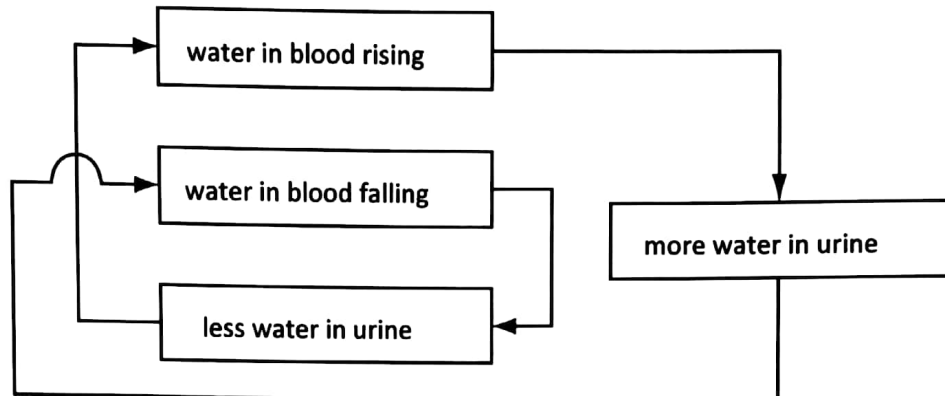 water in blood rising
water in blood falling
more water in urine
less water in urine